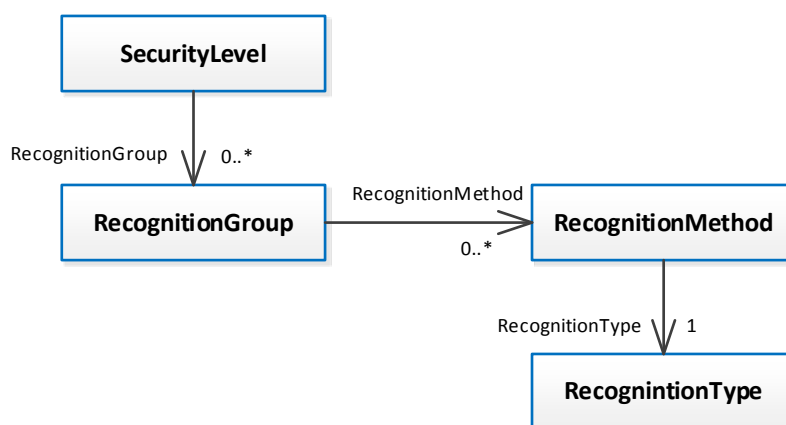 SecurityLevel
RecognitionGroup 0..*
RecognitionGroup
RecognitionMethod
0..*
RecognitionMethod
RecognitionType 1
RecognintionType